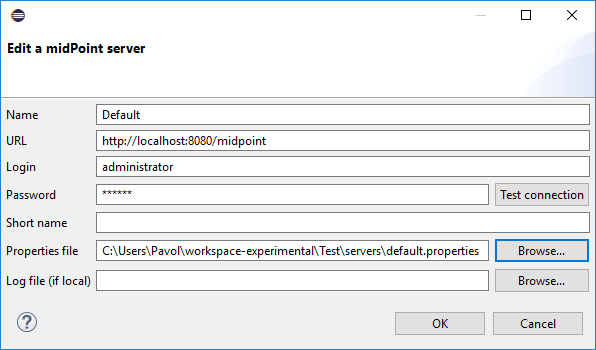 Edit a midPoint server
Name Default
URL http://localhost:8080/midpoint
Login administrator
Password ****** Test connection
Short name
Properties file C:\Users\Pavol\workspace-experimental\Test\servers\default.properties Browse...
Log file (if local) Browse...
? OK Cancel